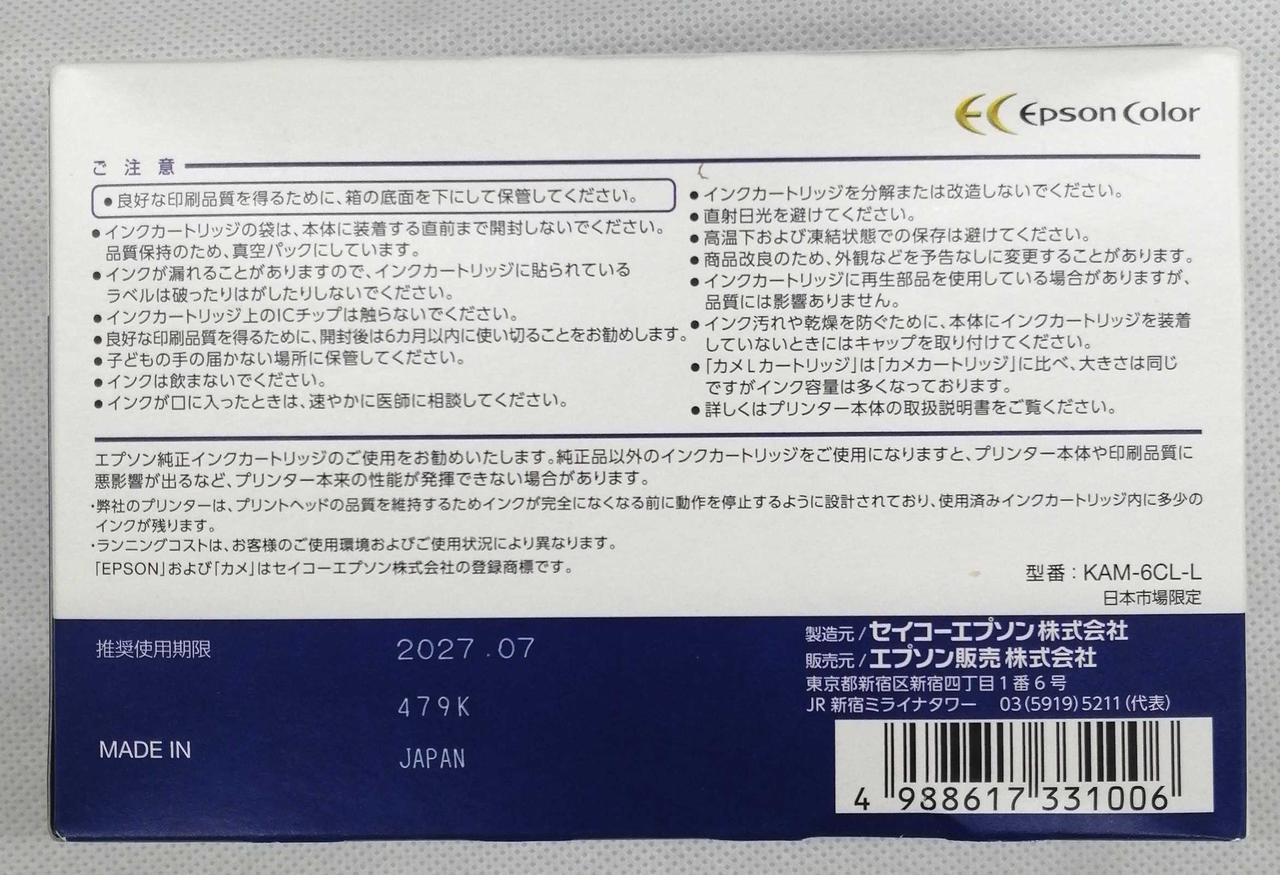 EC Epson Color
ご注意
●良好な印刷品質を得るために、箱の底面を下にして保管してください。
●インクカートリッジの袋は、本体に装着する直前まで開封しないでください。
品質保持のため、真空パックにしています。
●インクが漏れることがありますので、インクカートリッジに貼られている
ラベルは破ったりはがしたりしないでください。
●インクカートリッジ上のICチップは触らないでください。
●良好な印刷品質を得るために、開封後は6カ月以内に使い切ることをお勧めします。
●子どもの手の届かない場所に保管してください。
●インクは飲まないでください。
●インクが口に入ったときは、速やかに医師に相談してください。
●インクカートリッジを分解または改造しないでください。
●直射日光を避けてください。
●高温下および凍結状態での保存は避けてください。
●商品改良のため、外観などを予告なしに変更することがあります。
●インクカートリッジに再生部品を使用している場合がありますが、
品質には影響ありません。
●インク汚れや乾燥を防ぐために、本体にインクカートリッジを装着
していないときにはキャップを取り付けてください。
●「カメLカートリッジ」は「カメカートリッジ」に比べ、大きさは同じ
ですがインク容量は多くなっております。
●詳しくはプリンター本体の取扱説明書をご覧ください。
エプソン純正インクカートリッジのご使用をお勧めいたします。純正品以外のインクカートリッジをご使用になりますと、プリンター本体や印刷品質に
悪影響が出るなど、プリンター本来の性能が発揮できない場合があります。
・弊社のプリンターは、プリントヘッドの品質を維持するためインクが完全になくなる前に動作を停止するように設計されており、使用済みインクカートリッジ内に多少の
インクが残ります。
・ランニングコストは、お客様のご使用環境およびご使用状況により異なります。
「EPSON」および「カメ」はセイコーエプソン株式会社の登録商標です。
型番：KAM-6CL-L
日本市場限定
推奨使用期限 2027.07
479K
MADE IN JAPAN
製造元/セイコーエプソン株式会社
販売元/エプソン販売株式会社
東京都新宿区新宿四丁目1番6号
JR新宿ミライナタワー 03(5919)5211(代表)
4 988617 331006